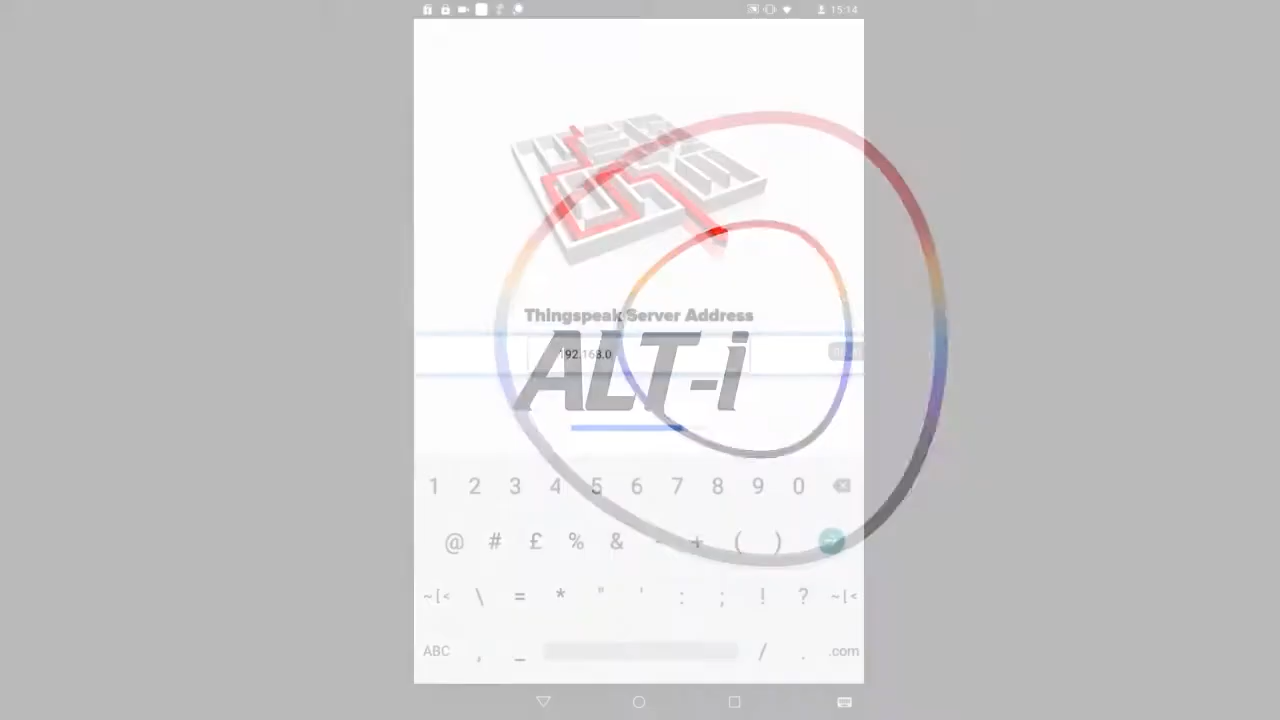 15:14
Thingspeak Server Address
192.163.0
ALT-i
1 2 3 4 5 6 7 8 9 0
@ # £ % & - + ( )
~[< \ = * " ' : ; ! ? ~[<
ABC , _ / . .com